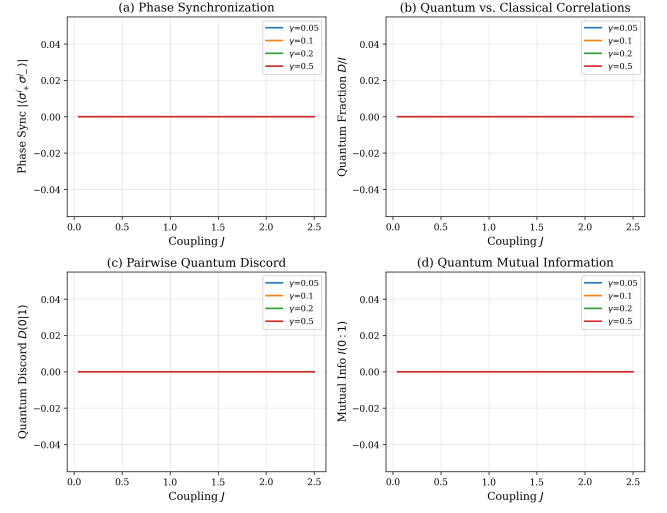 (a) Phase Synchronization
Phase Sync |⟨σ₊ⁱσ₋ʲ⟩|
0.04
0.02
0.00
−0.02
−0.04
γ=0.05
γ=0.1
γ=0.2
γ=0.5
0.0 0.5 1.0 1.5 2.0 2.5
Coupling J
(b) Quantum vs. Classical Correlations
Quantum Fraction D/I
0.04
0.02
0.00
−0.02
−0.04
γ=0.05
γ=0.1
γ=0.2
γ=0.5
0.0 0.5 1.0 1.5 2.0 2.5
Coupling J
(c) Pairwise Quantum Discord
Quantum Discord D(0|1)
0.04
0.02
0.00
−0.02
−0.04
γ=0.05
γ=0.1
γ=0.2
γ=0.5
0.0 0.5 1.0 1.5 2.0 2.5
Coupling J
(d) Quantum Mutual Information
Mutual Info I(0 : 1)
0.04
0.02
0.00
−0.02
−0.04
γ=0.05
γ=0.1
γ=0.2
γ=0.5
0.0 0.5 1.0 1.5 2.0 2.5
Coupling J